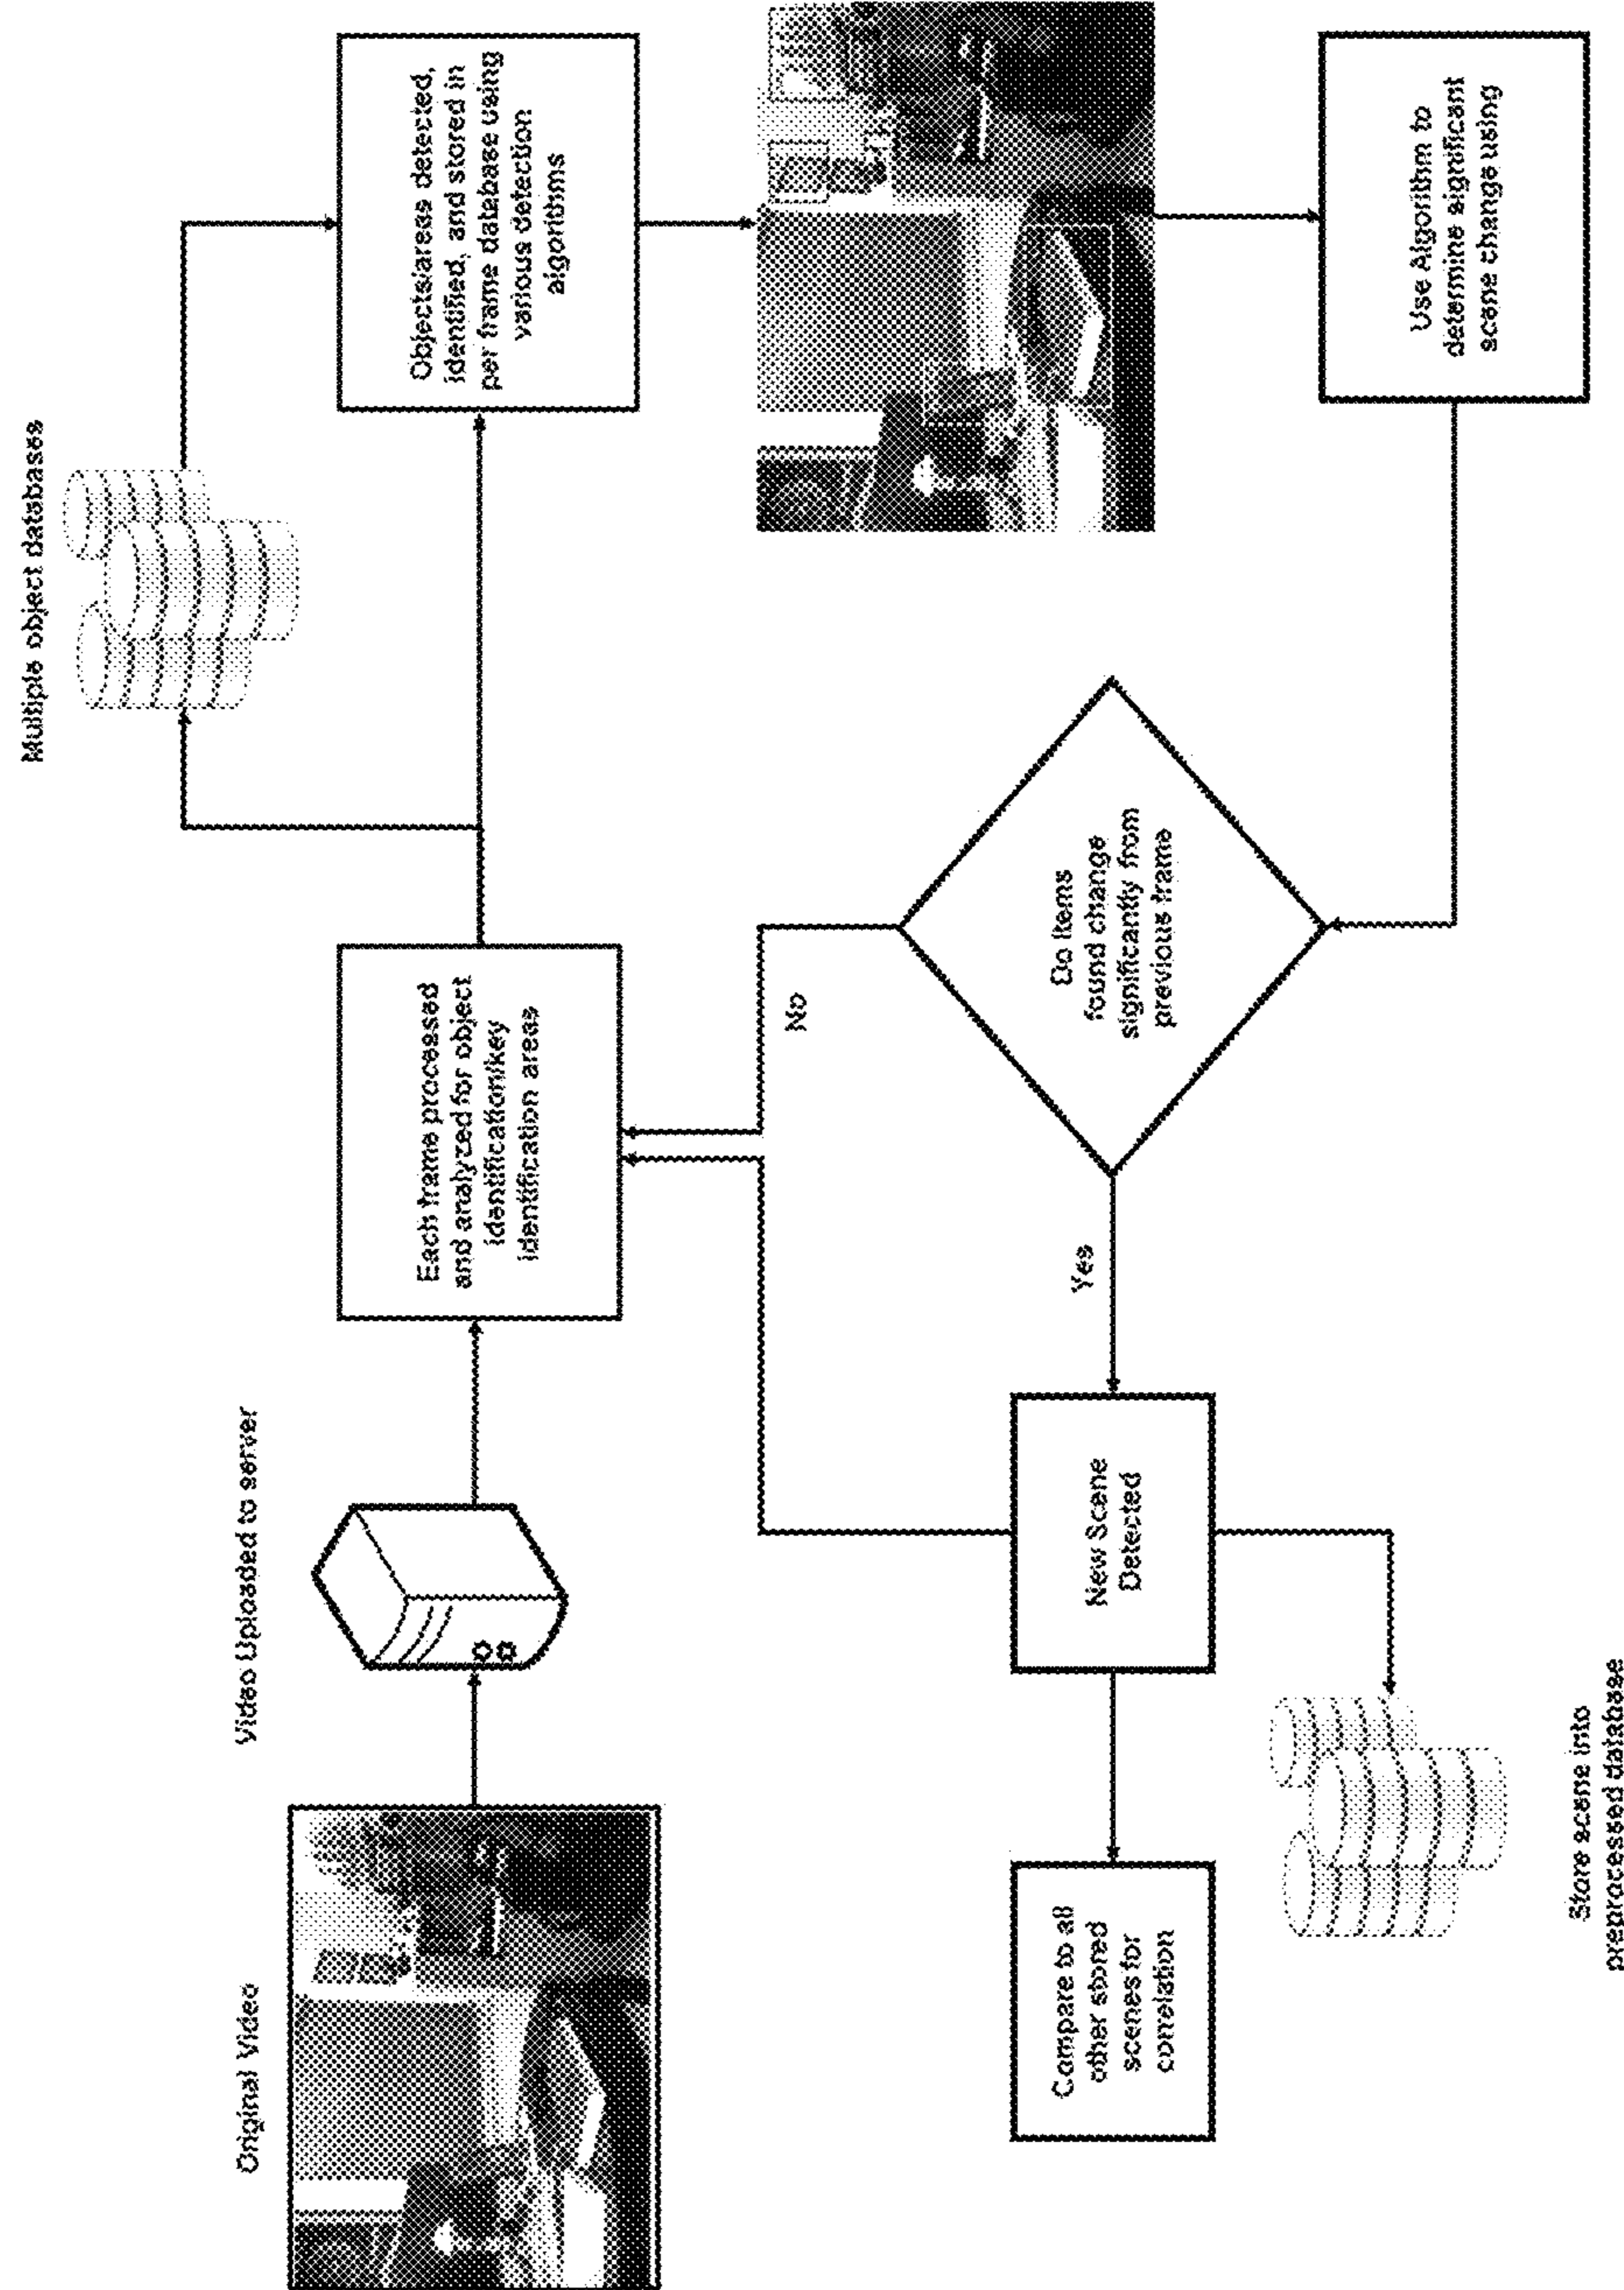 Original Video
Video Uploaded to server
Each frame processed
and analyzed for object
identification/key
identification areas
Multiple object databases
Objects/areas detected,
identified, and stored in
per frame database using
various detection
algorithms
Use Algorithm to
determine significant
scene change using
Do items
found change
significantly from
previous frame
No
Yes
New Scene
Detected
Compare to all
other stored
scenes for
correlation
Store scene into
preprocessed database